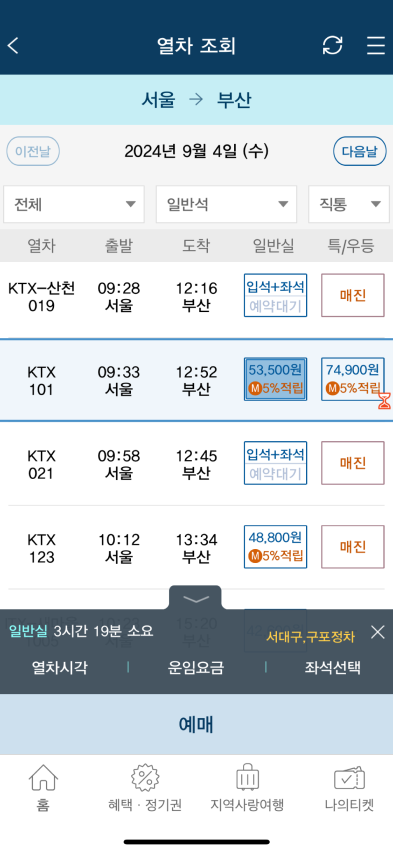 열차 조회
서울 → 부산
이전날
2024년 9월 4일 (수)
다음날
전체
일반석
직통
열차 출발 도착 일반실 특/우등
KTX-산천 019
09:28 서울
12:16 부산
입석+좌석
예약대기
매진
KTX 101
09:33 서울
12:52 부산
53,500원
M5%적립
74,900원
M5%적립
KTX 021
09:58 서울
12:45 부산
입석+좌석
예약대기
매진
KTX 123
10:12 서울
13:34 부산
48,800원
M5%적립
매진
15:20
부산
일반실 3시간 19분 소요
서대구,구포정차
열차시각
운임요금
좌석선택
예매
홈
혜택 · 정기권
지역사랑여행
나의티켓